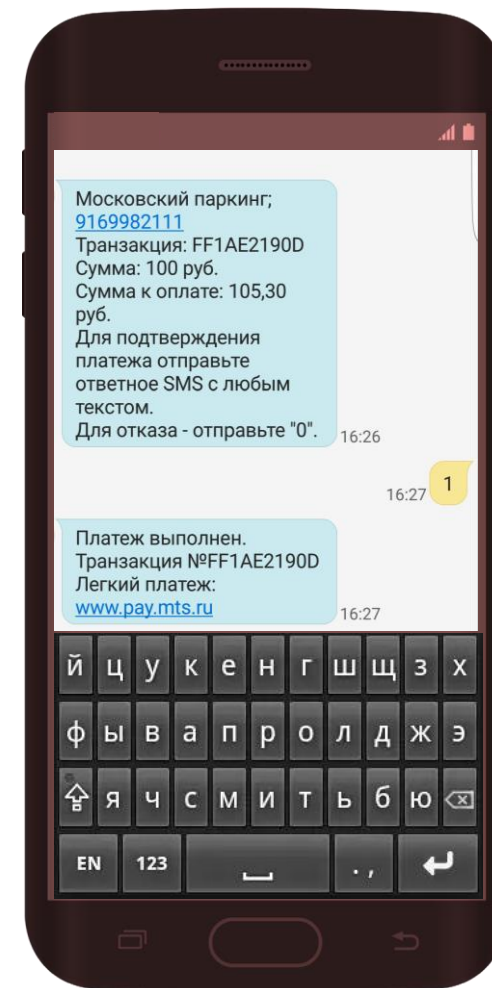 Московский паркинг;
9169982111
Транзакция: FF1AE2190D
Сумма: 100 руб.
Сумма к оплате: 105,30
руб.
Для подтверждения
платежа отправьте
ответное SMS с любым
текстом.
Для отказа - отправьте "0".
16:26
1
16:27
Платеж выполнен.
Транзакция №FF1AE2190D
Легкий платеж:
www.pay.mts.ru
16:27
й ц у к е н г ш щ з х
ф ы в а п р о л д ж э
я ч с м и т ь б ю
EN 123 . ,